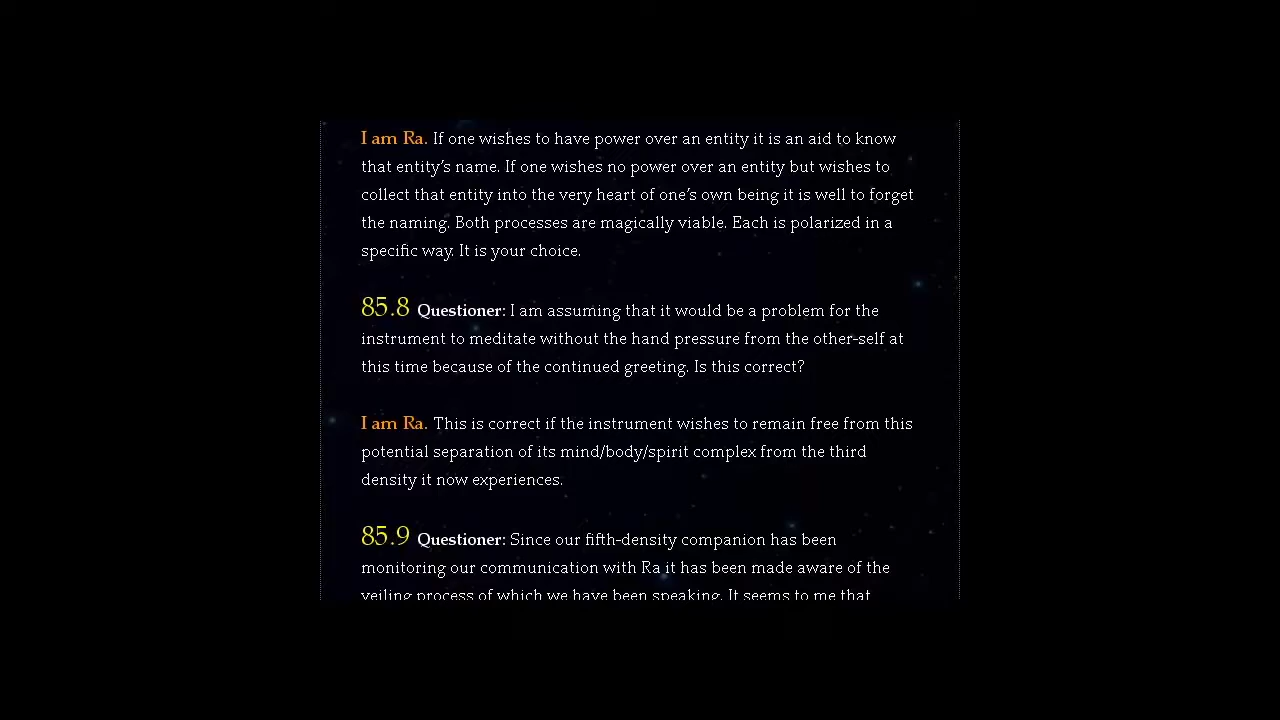 I am Ra. If one wishes to have power over an entity it is an aid to know
that entity’s name. If one wishes no power over an entity but wishes to
collect that entity into the very heart of one’s own being it is well to forget
the naming. Both processes are magically viable. Each is polarized in a
specific way. It is your choice.
85.8 Questioner: I am assuming that it would be a problem for the
instrument to meditate without the hand pressure from the other-self at
this time because of the continued greeting. Is this correct?
I am Ra. This is correct if the instrument wishes to remain free from this
potential separation of its mind/body/spirit complex from the third
density it now experiences.
85.9 Questioner: Since our fifth-density companion has been
monitoring our communication with Ra it has been made aware of the
veiling process of which we have been speaking. It seems to me that